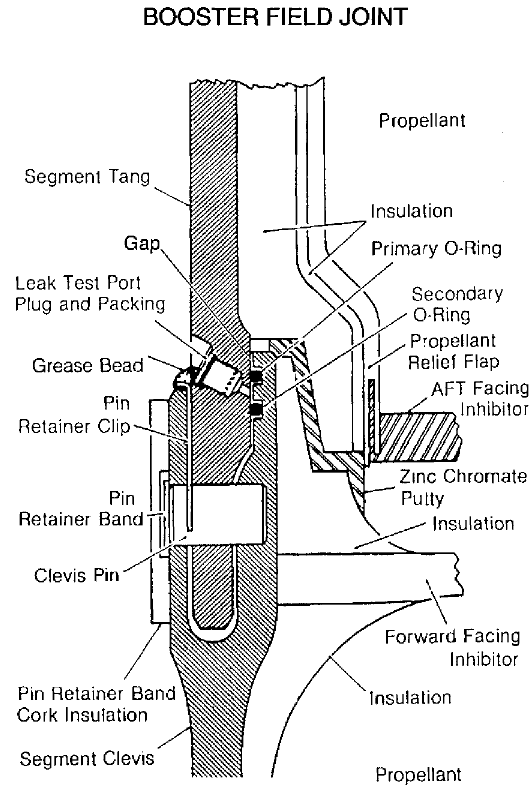 BOOSTER FIELD JOINT
Propellant
Segment Tang
Insulation
Gap
Primary O-Ring
Leak Test Port
Plug and Packing
Secondary
O-Ring
Grease Bead
Propellant
Relief Flap
Pin
Retainer Clip
AFT Facing
Inhibitor
Zinc Chromate
Putty
Pin
Retainer Band
Insulation
Clevis Pin
Forward Facing
Inhibitor
Pin Retainer Band
Cork Insulation
Insulation
Segment Clevis
Propellant